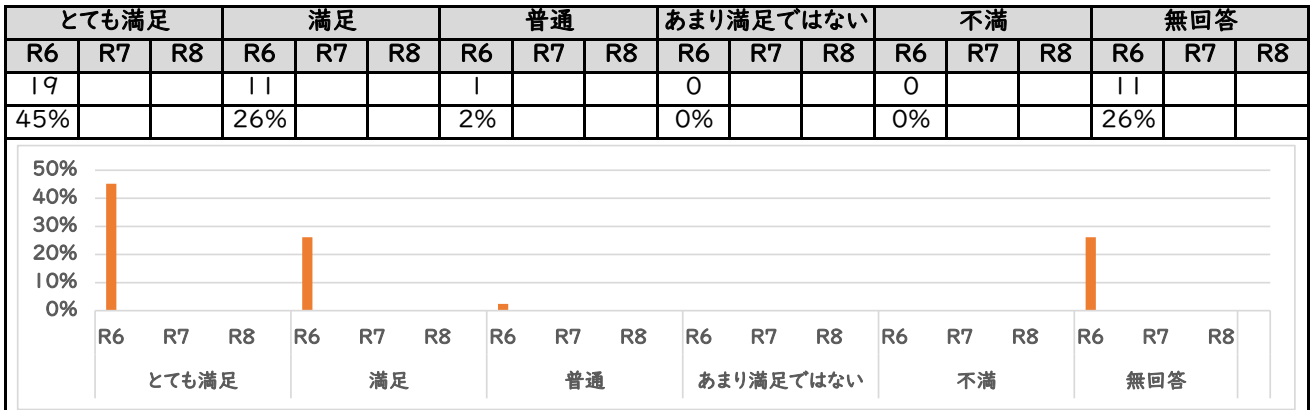 とても満足 満足 普通 あまり満足ではない 不満 無回答
R6 R7 R8 R6 R7 R8 R6 R7 R8 R6 R7 R8 R6 R7 R8 R6 R7 R8
19 11 1 0 0 11
45% 26% 2% 0% 0% 26%
50%
40%
30%
20%
10%
0%
R6 R7 R8 R6 R7 R8 R6 R7 R8 R6 R7 R8 R6 R7 R8 R6 R7 R8
とても満足 満足 普通 あまり満足ではない 不満 無回答